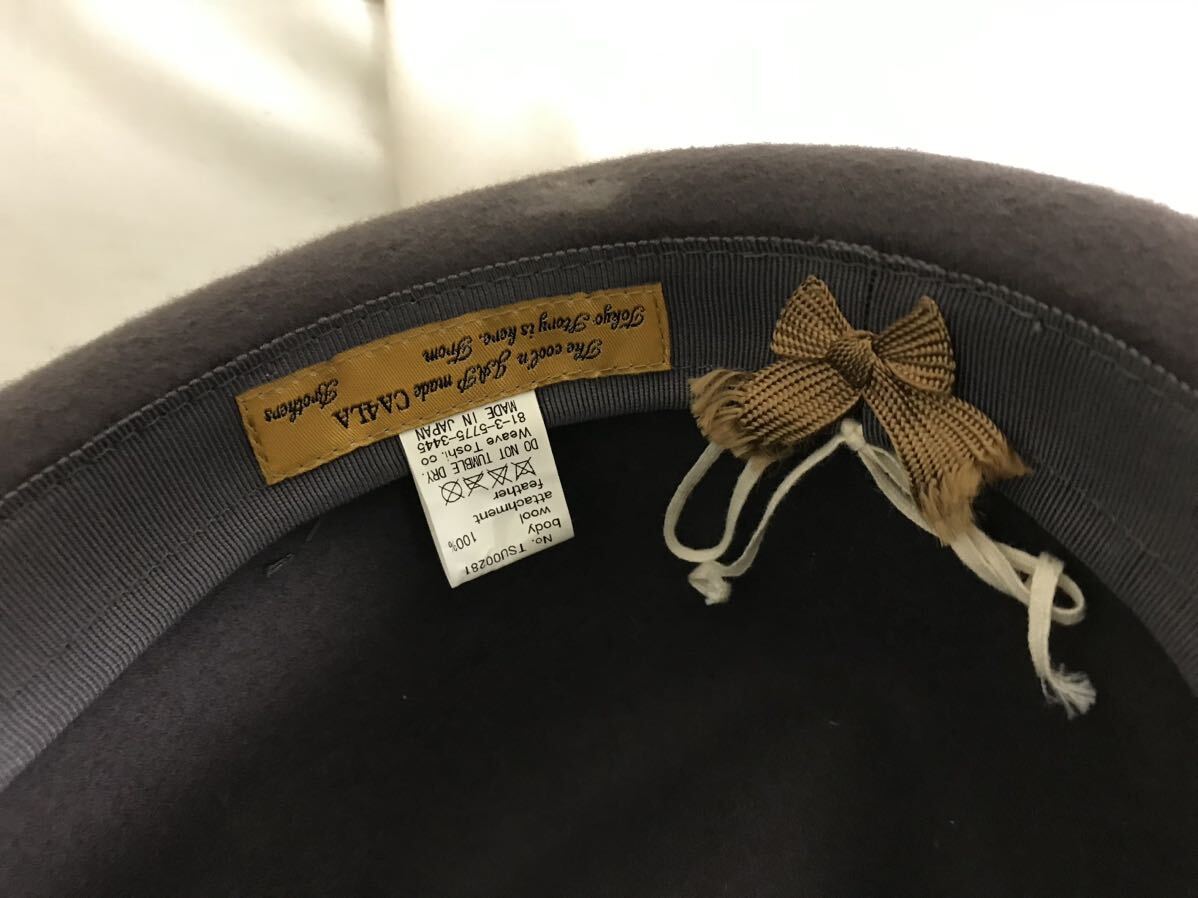 The cool'n JAP made CA4LA
Tokyo Story is here. From
Brothers
No. TSU00281
body
wool 100%
attachment
feather
DO NOT TUMBLE DRY.
Weave Toshi. co
81-3-5775-3445
MADE IN JAPAN